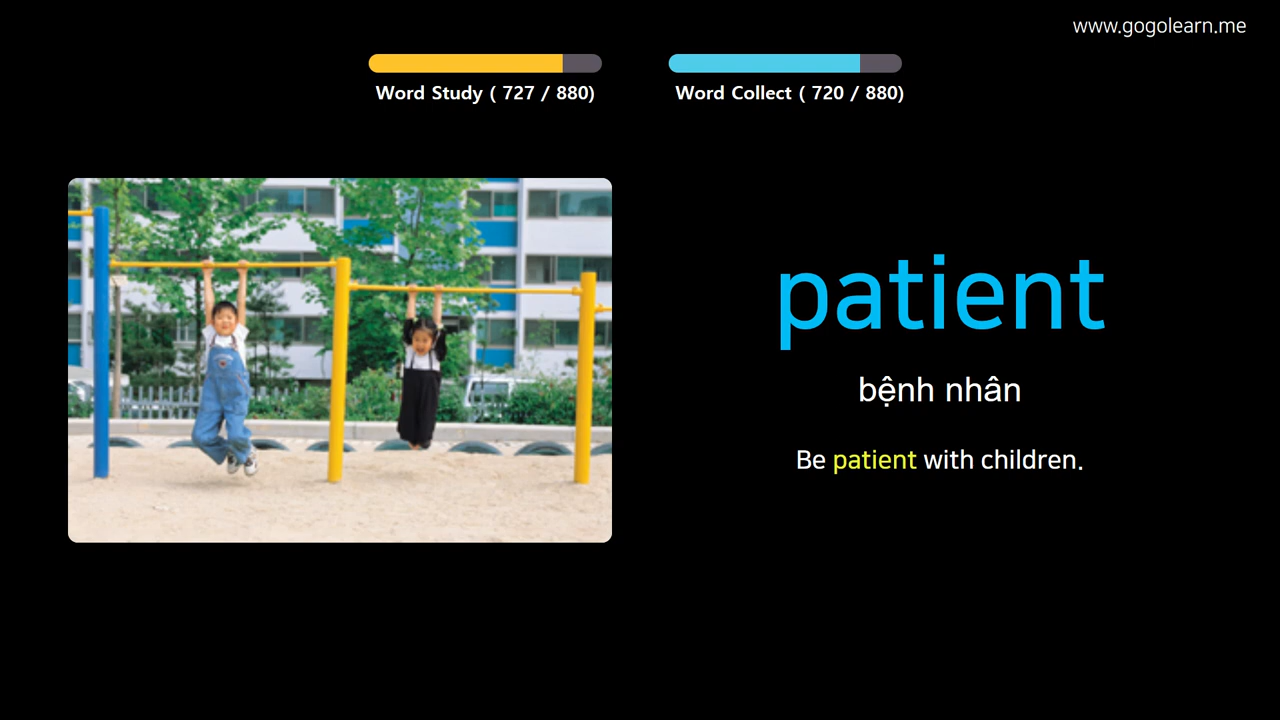 www.gogolearn.me
Word Study ( 727 / 880)
Word Collect ( 720 / 880)
patient
bệnh nhân
Be patient with children.